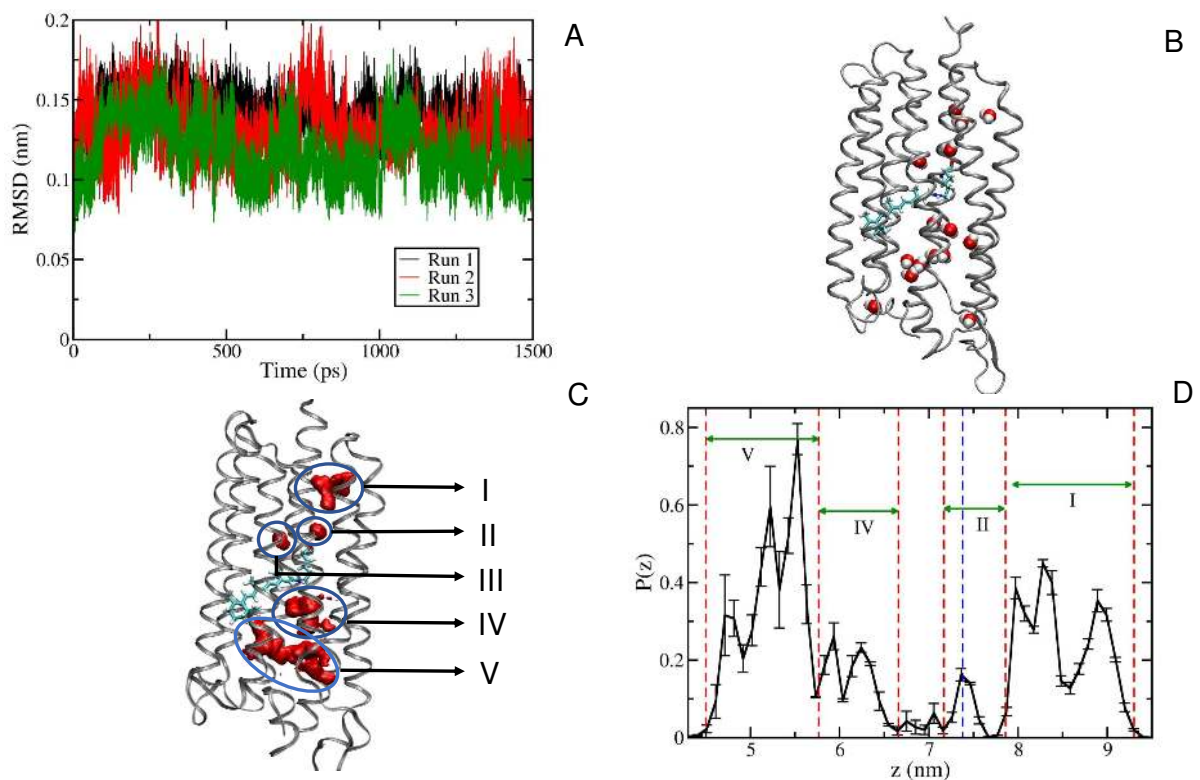 A
0.2
0.15
0.1
0.05
0
RMSD (nm)
Run 1
Run 2
Run 3
0 500 1000 1500
Time (ps)
B
C
I
II
III
IV
V
D
0.8
0.6
0.4
0.2
0
P(z)
V
IV
II
I
5 6 7 8 9
z (nm)